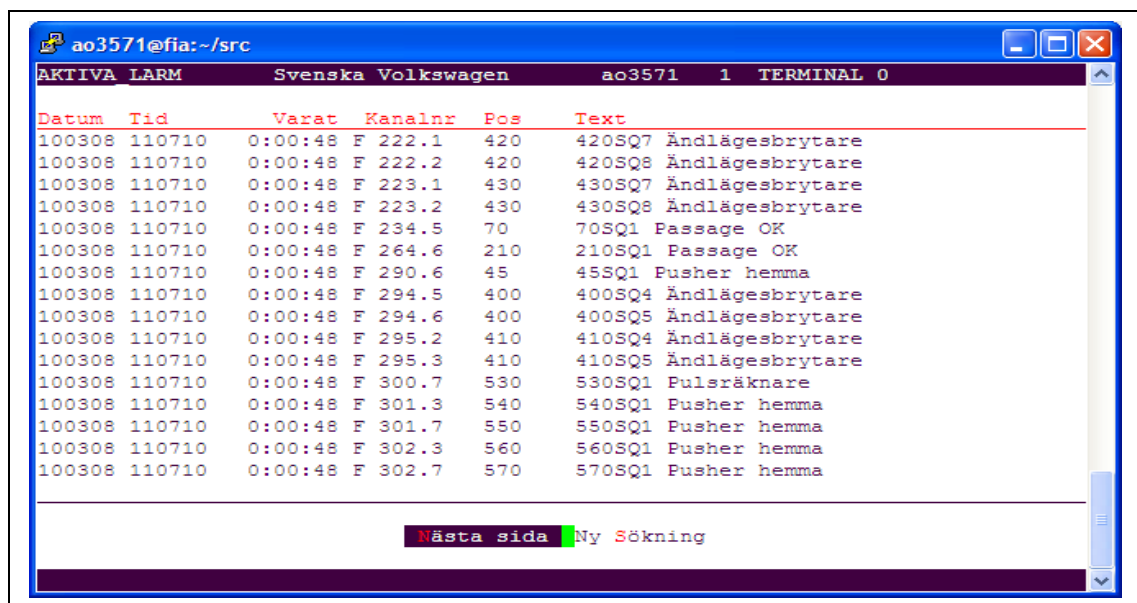 ao3571@fia:~/src
AKTIVA LARM Svenska Volkswagen ao3571 1 TERMINAL 0
Datum Tid Varat Kanalnr Pos Text
100308 110710 0:00:48 F 222.1 420 420SQ7 Ändlägesbrytare
100308 110710 0:00:48 F 222.2 420 420SQ8 Ändlägesbrytare
100308 110710 0:00:48 F 223.1 430 430SQ7 Ändlägesbrytare
100308 110710 0:00:48 F 223.2 430 430SQ8 Ändlägesbrytare
100308 110710 0:00:48 F 234.5 70 70SQ1 Passage OK
100308 110710 0:00:48 F 264.6 210 210SQ1 Passage OK
100308 110710 0:00:48 F 290.6 45 45SQ1 Pusher hemma
100308 110710 0:00:48 F 294.5 400 400SQ4 Ändlägesbrytare
100308 110710 0:00:48 F 294.6 400 400SQ5 Ändlägesbrytare
100308 110710 0:00:48 F 295.2 410 410SQ4 Ändlägesbrytare
100308 110710 0:00:48 F 295.3 410 410SQ5 Ändlägesbrytare
100308 110710 0:00:48 F 300.7 530 530SQ1 Pulsräknare
100308 110710 0:00:48 F 301.3 540 540SQ1 Pusher hemma
100308 110710 0:00:48 F 301.7 550 550SQ1 Pusher hemma
100308 110710 0:00:48 F 302.3 560 560SQ1 Pusher hemma
100308 110710 0:00:48 F 302.7 570 570SQ1 Pusher hemma
Nästa sida Ny Sökning